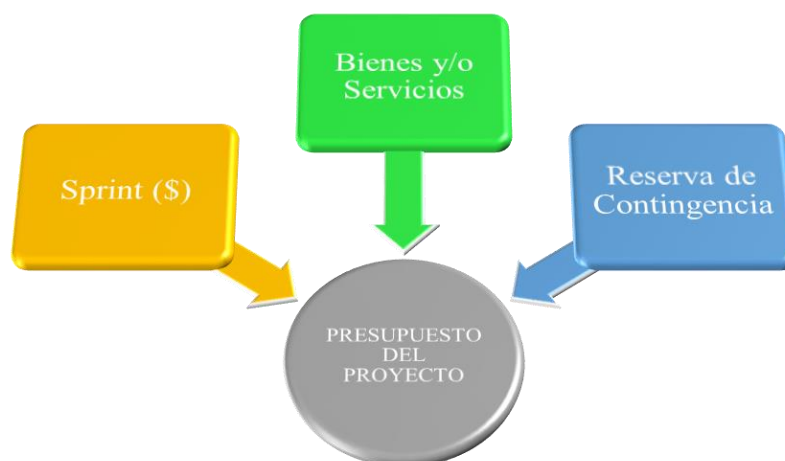 Sprint ($)
Bienes y/o
Servicios
Reserva de
Contingencia
PRESUPUESTO
DEL
PROYECTO